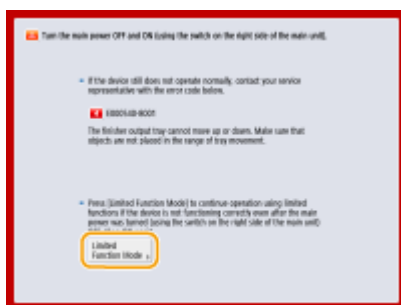 Turn the main power OFF and ON (using the switch on the right side of the main unit).
If the device still does not operate normally, contact your service
representative with the error code below.
E000540-8001
The finisher output tray cannot move up or down. Make sure that
objects are not placed in the range of tray movement.
Press [Limited Function Mode] to continue operation using limited
functions if the device is not functioning correctly even after the main
power was turned (using the switch on the right side of the main unit)
Limited
Function Mode